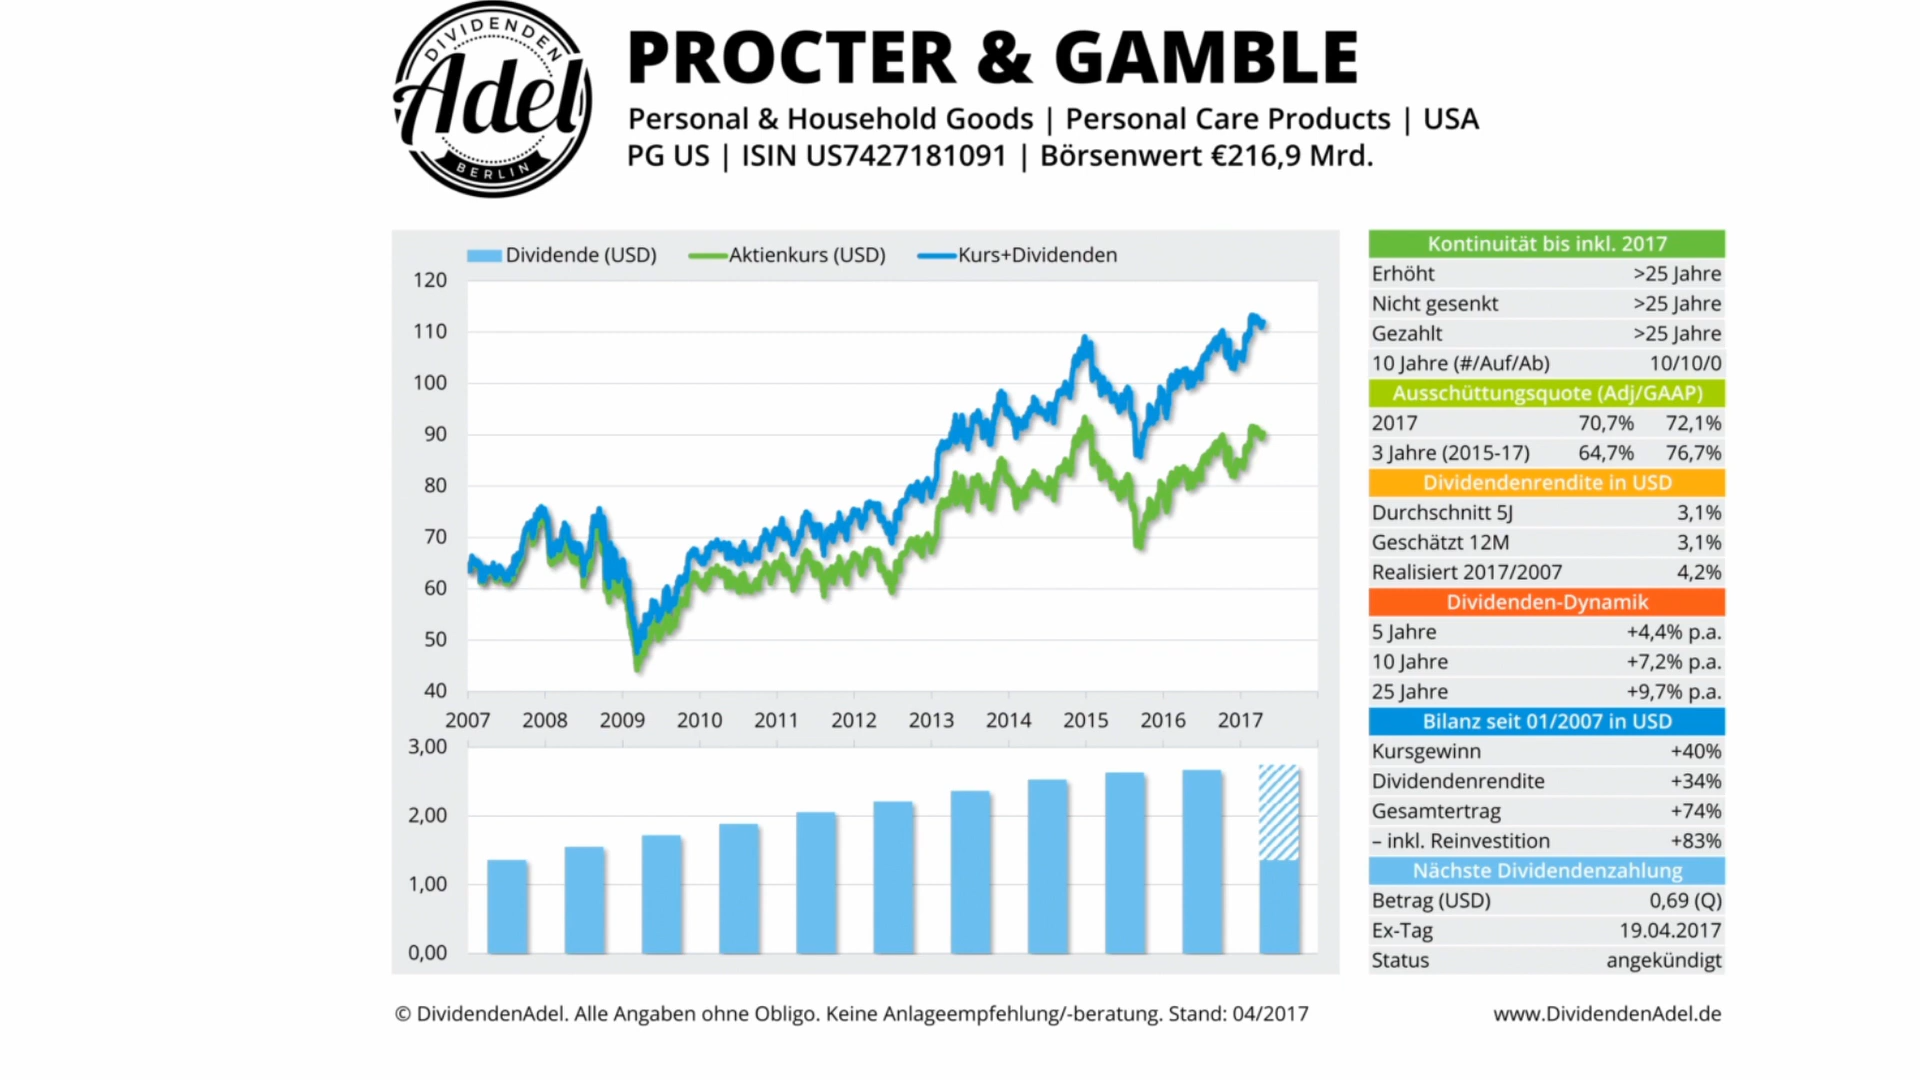 DIVIDENDEN
Adel
BERLIN
PROCTER & GAMBLE
Personal & Household Goods | Personal Care Products | USA
PG US | ISIN US7427181091 | Börsenwert €216,9 Mrd.
Dividende (USD) Aktienkurs (USD) Kurs+Dividenden
120
110
100
90
80
70
60
50
40
2007 2008 2009 2010 2011 2012 2013 2014 2015 2016 2017
3,00
2,00
1,00
0,00
Kontinuität bis inkl. 2017
Erhöht >25 Jahre
Nicht gesenkt >25 Jahre
Gezahlt >25 Jahre
10 Jahre (#/Auf/Ab) 10/10/0
Ausschüttungsquote (Adj/GAAP)
2017 70,7% 72,1%
3 Jahre (2015-17) 64,7% 76,7%
Dividendenrendite in USD
Durchschnitt 5J 3,1%
Geschätzt 12M 3,1%
Realisiert 2017/2007 4,2%
Dividenden-Dynamik
5 Jahre +4,4% p.a.
10 Jahre +7,2% p.a.
25 Jahre +9,7% p.a.
Bilanz seit 01/2007 in USD
Kursgewinn +40%
Dividendenrendite +34%
Gesamtertrag +74%
– inkl. Reinvestition +83%
Nächste Dividendenzahlung
Betrag (USD) 0,69 (Q)
Ex-Tag 19.04.2017
Status angekündigt
© DividendenAdel. Alle Angaben ohne Obligo. Keine Anlageempfehlung/-beratung. Stand: 04/2017
www.DividendenAdel.de